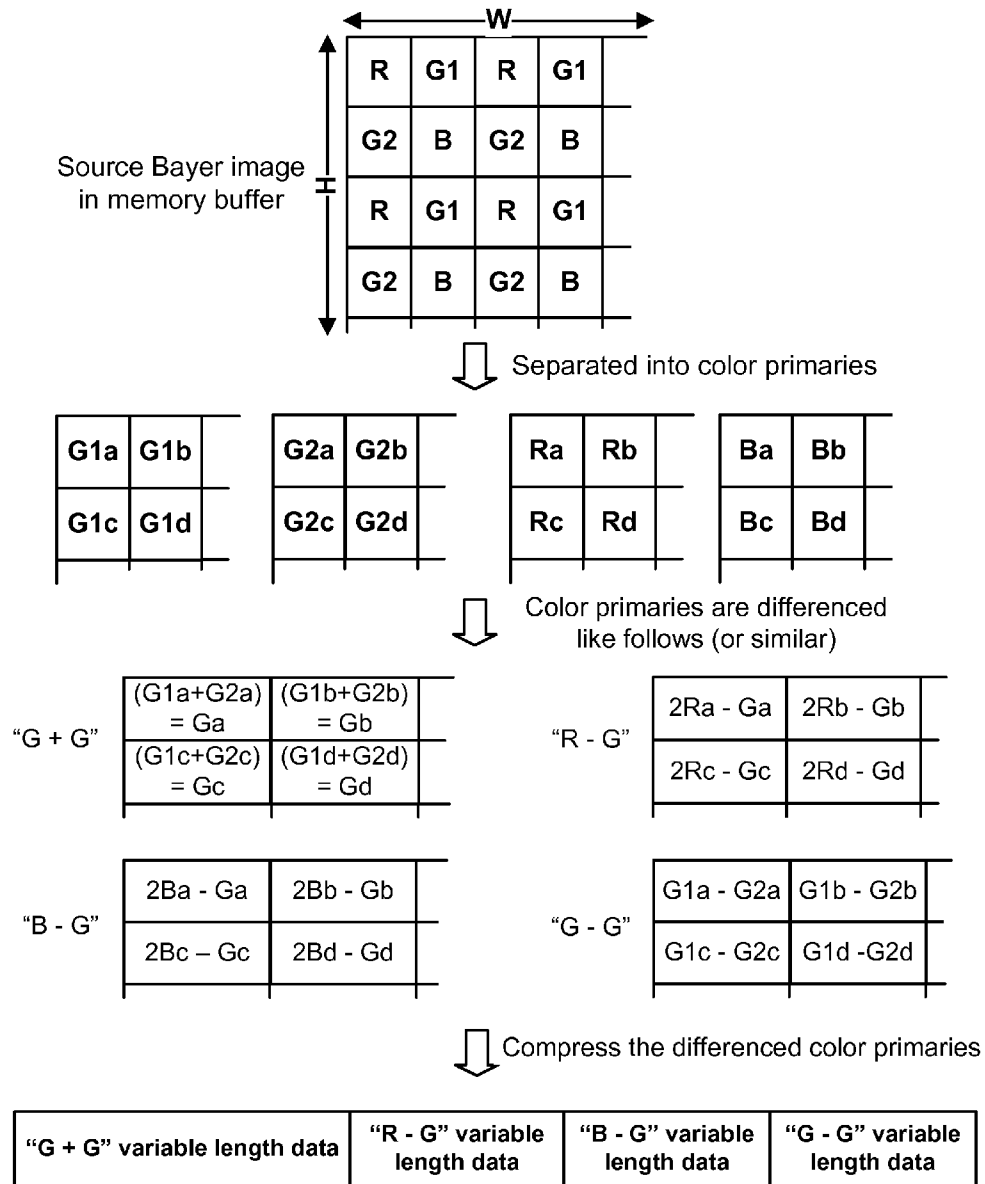 W
R G1 R G1
G2 B G2 B
Source Bayer image
in memory buffer
H
R G1 R G1
G2 B G2 B
Separated into color primaries
G1a G1b G2a G2b Ra Rb Ba Bb
G1c G1d G2c G2d Rc Rd Bc Bd
Color primaries are differenced
like follows (or similar)
“G + G”
(G1a+G2a) (G1b+G2b)
= Ga = Gb
(G1c+G2c) (G1d+G2d)
= Gc = Gd
“R - G”
2Ra - Ga 2Rb - Gb
2Rc - Gc 2Rd - Gd
“B - G”
2Ba - Ga 2Bb - Gb
2Bc – Gc 2Bd - Gd
“G - G”
G1a - G2a G1b - G2b
G1c - G2c G1d -G2d
Compress the differenced color primaries
“G + G” variable length data
“R - G” variable
length data
“B - G” variable
length data
“G - G” variable
length data